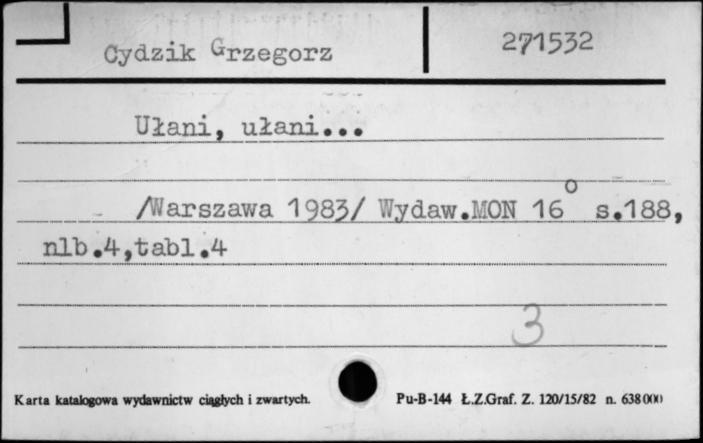 Cydzik Grzegorz 271532
Ułani, ułani...
/Warszawa 1983/ Wydaw.MON 16° s.188,
nlb.4,tabl.4
3
Karta katalogowa wydawnictw ciągłych i zwartych. Pu-B-144 Ł.Z.Graf. Z. 120/15/82 n. 638000